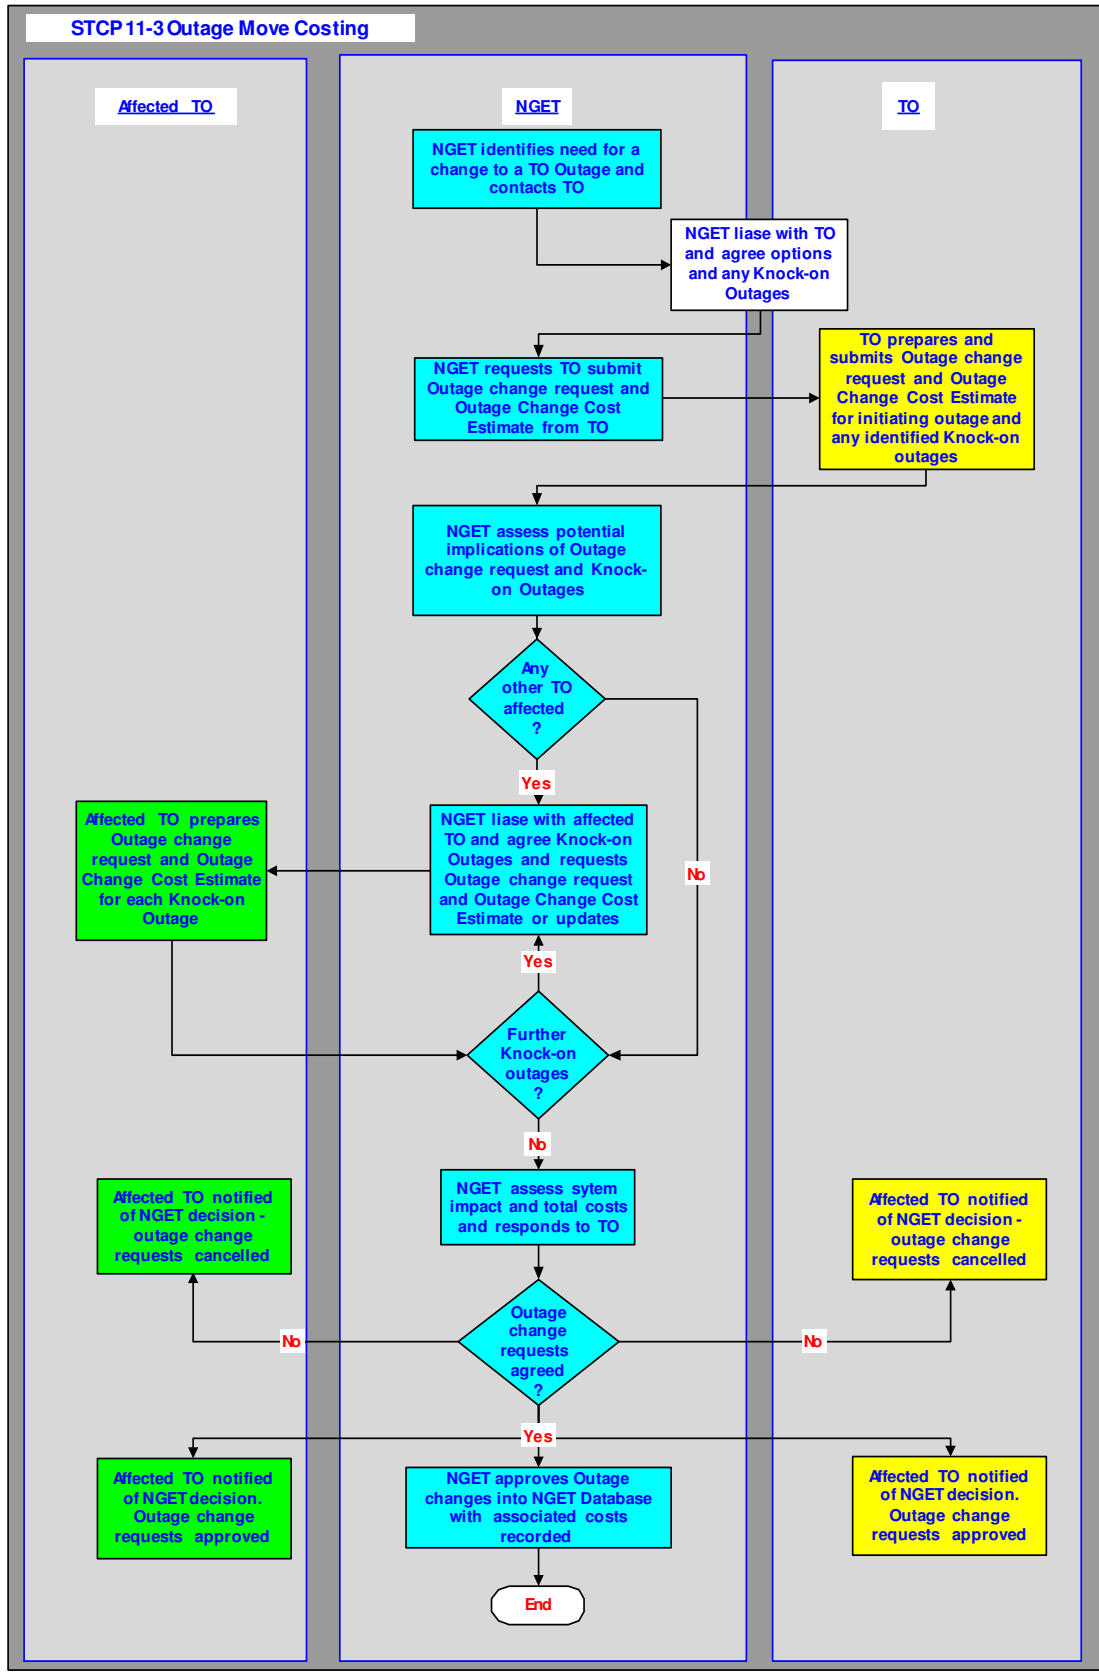 STCP 11-3 Outage Move Costing
Affected TO
NGET
TO
NGET identifies need for a
change to a TO Outage and
contacts TO
NGET liase with TO
and agree options
and any Knock-on
Outages
NGET requests TO submit
Outage change request and
Outage Change Cost
Estimate from TO
TO prepares and
submits Outage change
request and Outage
Change Cost Estimate
for initiating outage and
any identified Knock-on
outages
NGET assess potential
implications of Outage
change request and Knock-
on Outages
Any
other TO
affected
?
Yes
No
Affected TO prepares
Outage change
request and Outage
Change Cost Estimate
for each Knock-on
Outage
NGET liase with affected
TO and agree Knock-on
Outages and requests
Outage change request
and Outage Change Cost
Estimate or updates
Yes
Further
Knock-on
outages
?
No
NGET assess sytem
impact and total costs
and responds to TO
Affected TO notified
of NGET decision -
outage change
requests cancelled
Affected TO notified
of NGET decision -
outage change
requests cancelled
Outage
change
requests
agreed
?
No
No
Yes
Affected TO notified
of NGET decision.
Outage change
requests approved
NGET approves Outage
changes into NGET Database
with associated costs
recorded
Affected TO notified
of NGET decision.
Outage change
requests approved
End